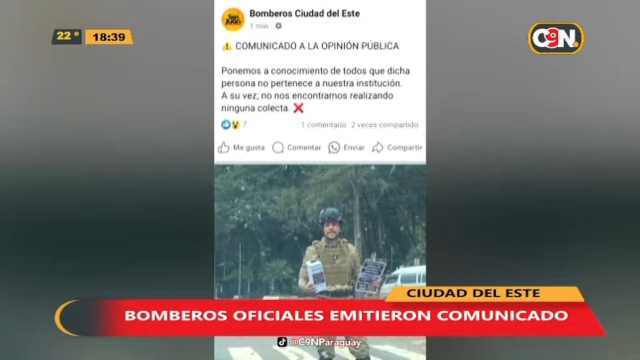 22 º
18:39
C9N
Bomberos Ciudad del Este
1 min
⚠️ COMUNICADO A LA OPINIÓN PÚBLICA
Ponemos a conocimiento de todos que dicha
persona no pertenece a nuestra institución.
A su vez, no nos encontramos realizando
ninguna colecta. ❌
7
1 comentario 2 veces compartido
Me gusta Comentar Enviar Compartir
CIUDAD DEL ESTE
BOMBEROS OFICIALES EMITIERON COMUNICADO
@C9NParaguay